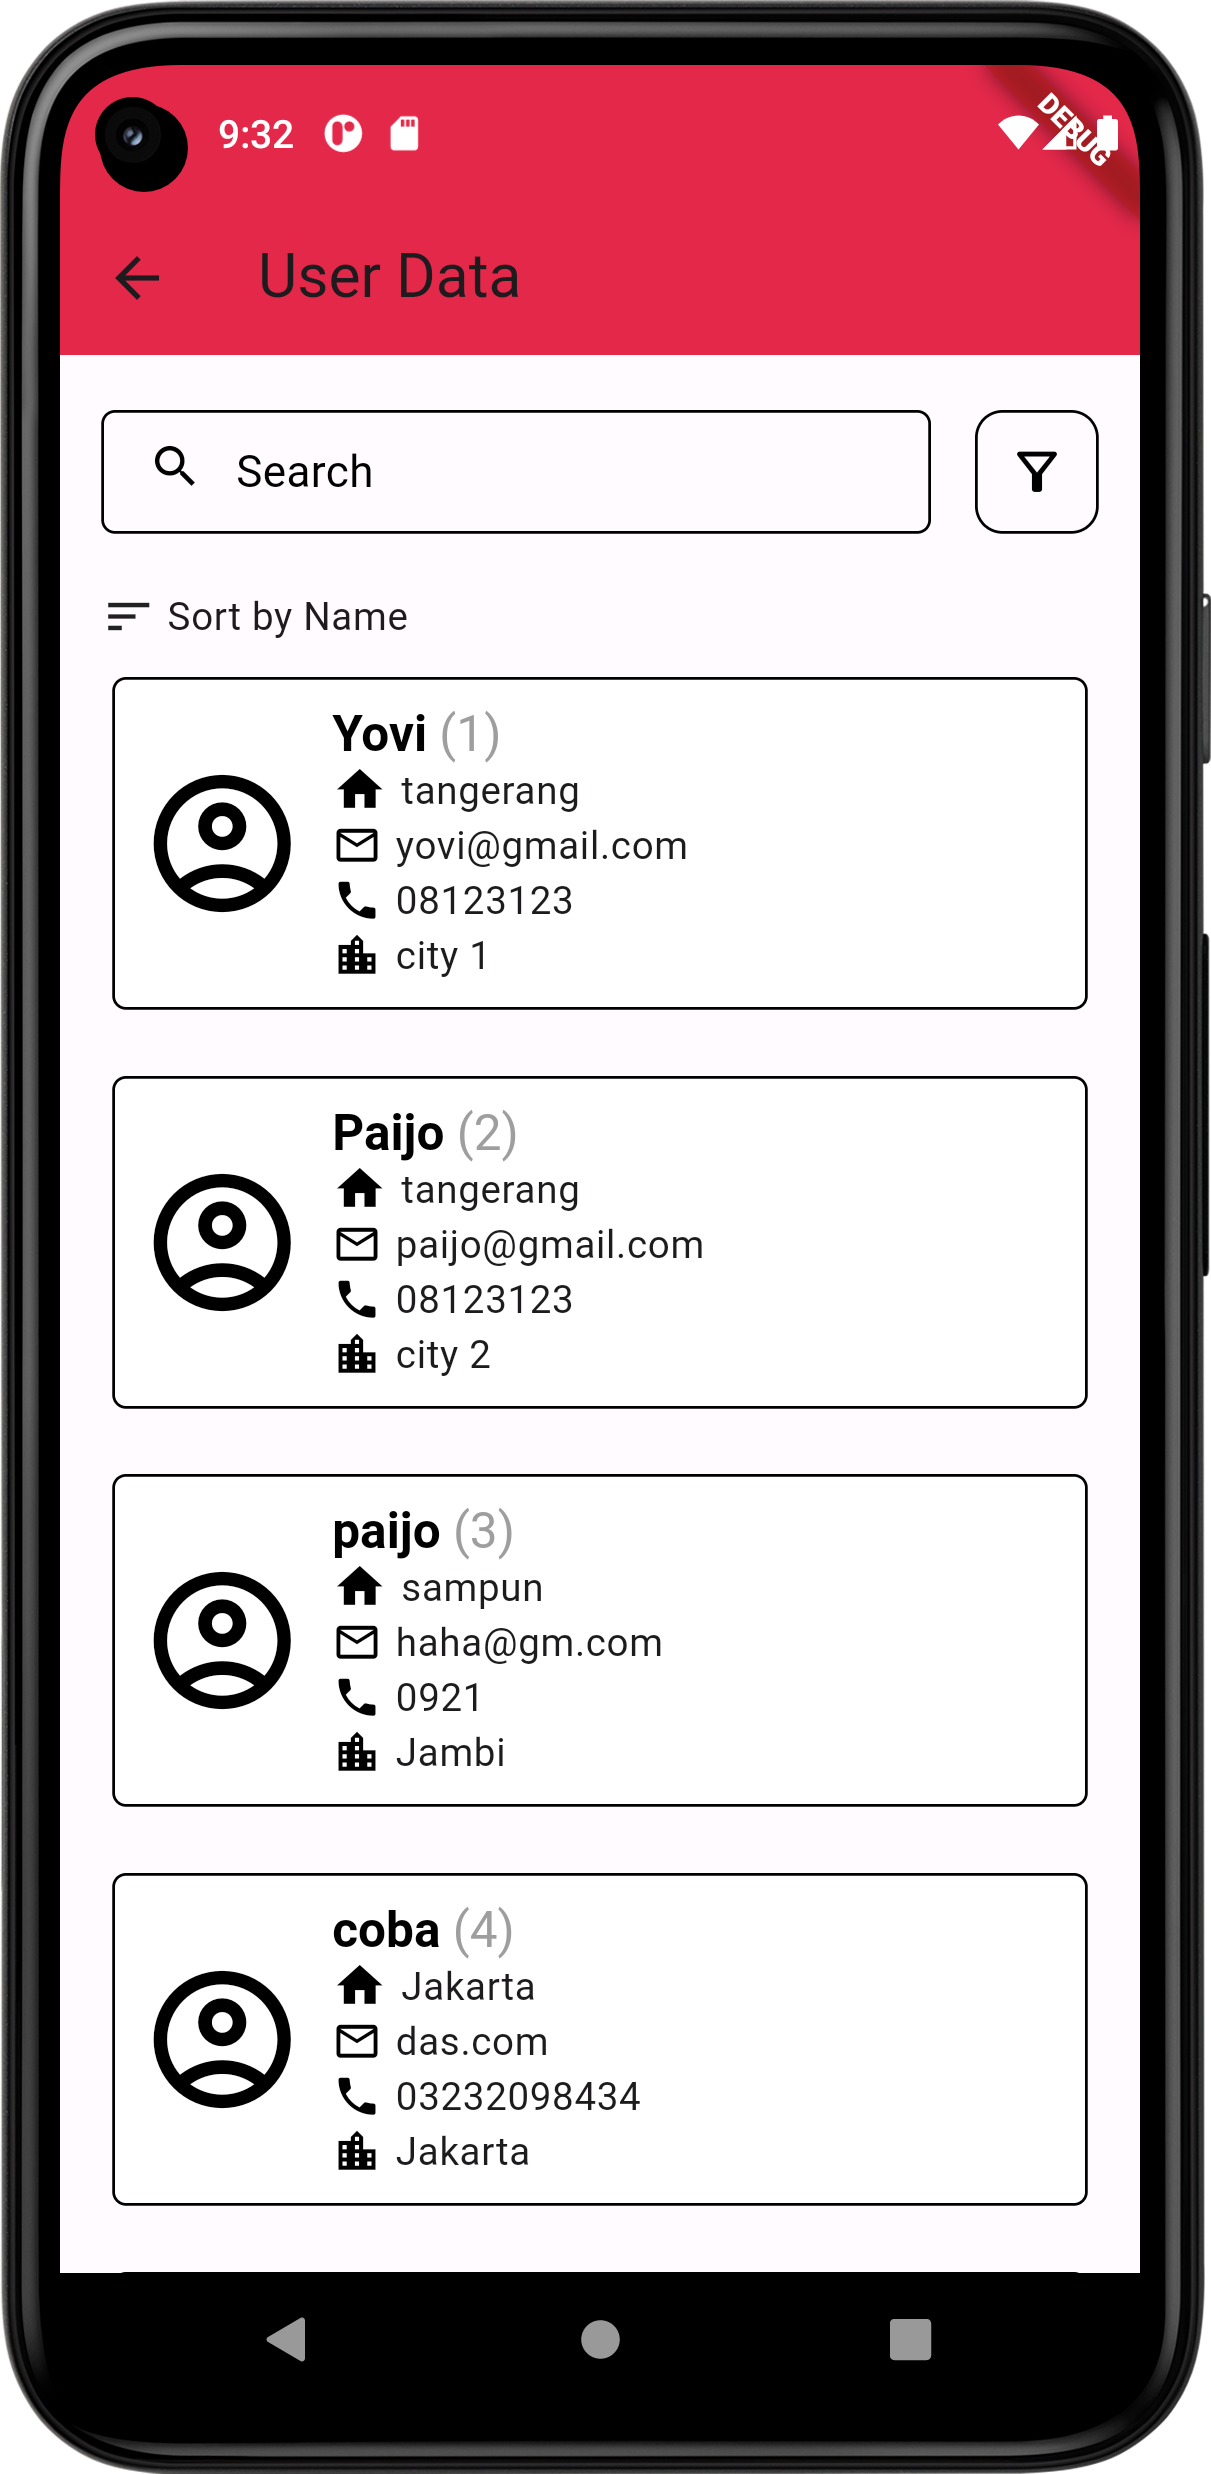 9:32
DEBUG
User Data
Search
Sort by Name
Yovi (1)
tangerang
yovi@gmail.com
08123123
city 1
Paijo (2)
tangerang
paijo@gmail.com
08123123
city 2
paijo (3)
sampun
haha@gm.com
0921
Jambi
coba (4)
Jakarta
das.com
03232098434
Jakarta